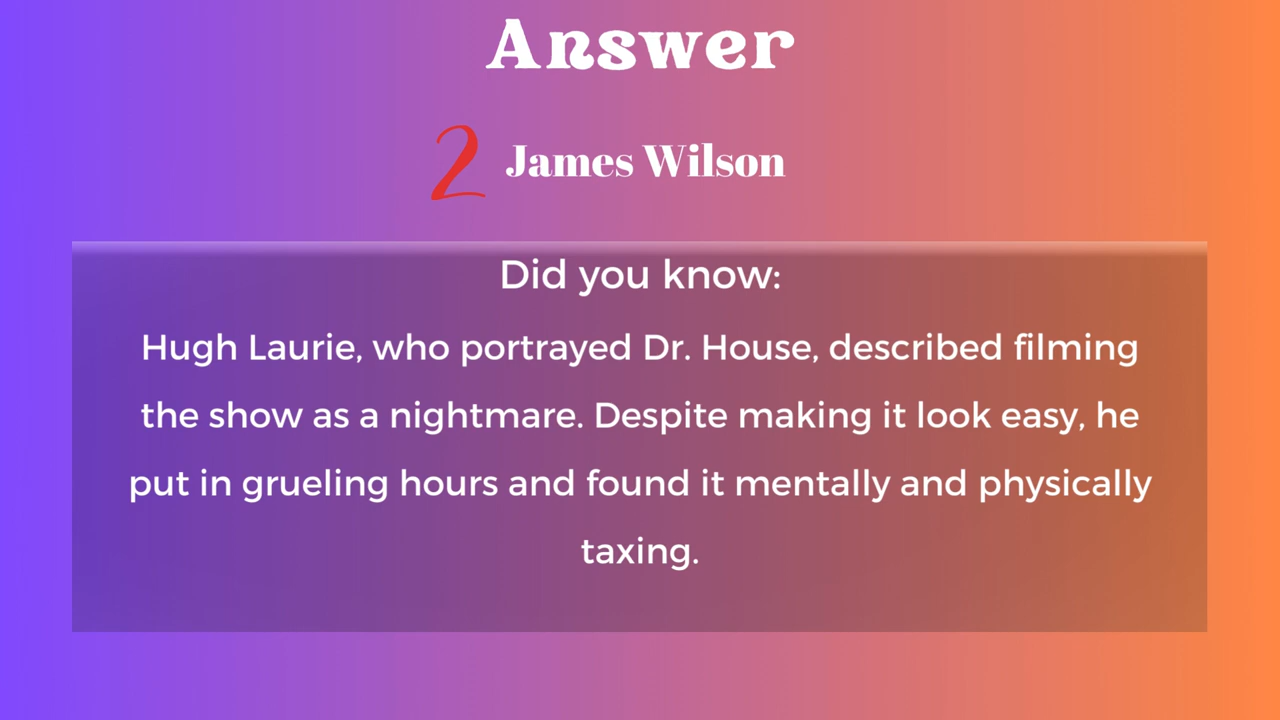 Answer
2 James Wilson
Did you know:
Hugh Laurie, who portrayed Dr. House, described filming
the show as a nightmare. Despite making it look easy, he
put in grueling hours and found it mentally and physically
taxing.